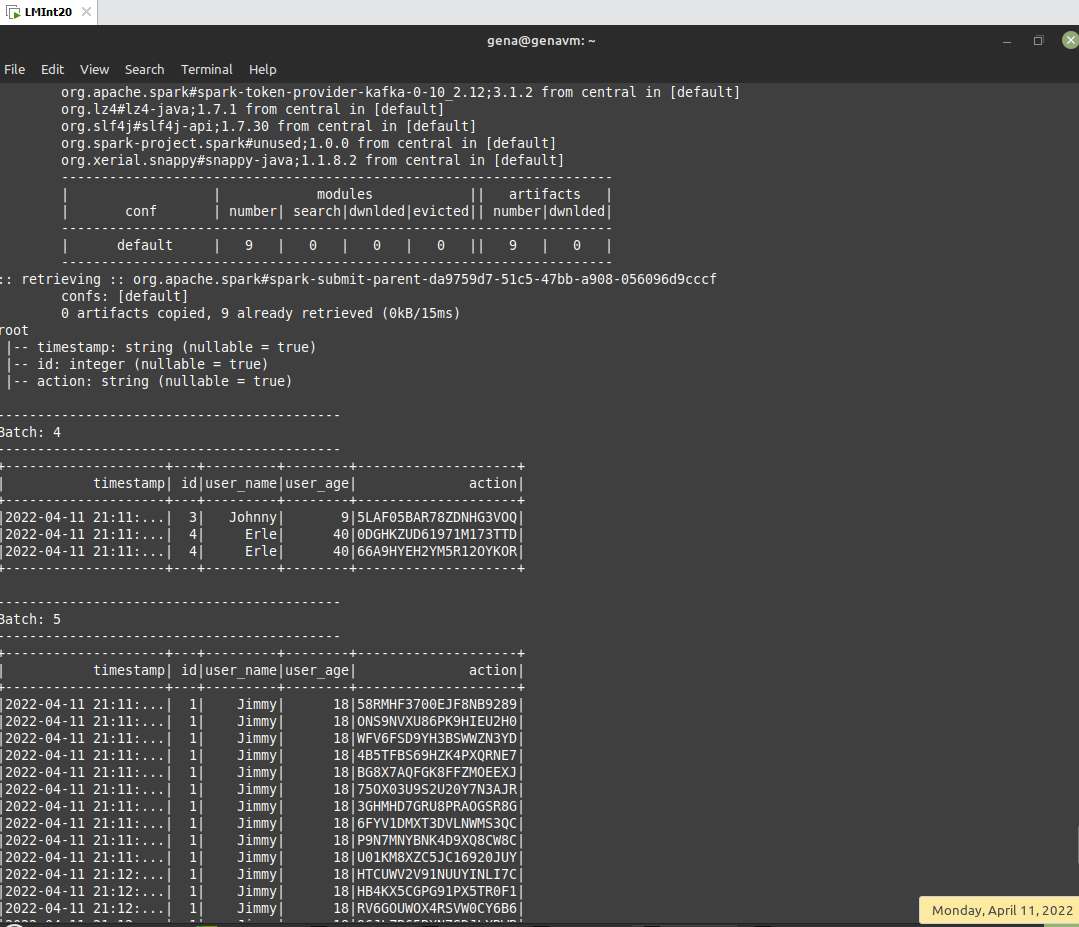 LMInt20
gena@genavm: ~
File Edit View Search Terminal Help
org.apache.spark#spark-token-provider-kafka-0-10_2.12;3.1.2 from central in [default]
org.lz4#lz4-java;1.7.1 from central in [default]
org.slf4j#slf4j-api;1.7.30 from central in [default]
org.spark-project.spark#unused;1.0.0 from central in [default]
org.xerial.snappy#snappy-java;1.1.8.2 from central in [default]
---------------------------------------------------------------------
|                  |            modules            ||   artifacts   |
|       conf       | number| search|dwnlded|evicted|| number|dwnlded|
---------------------------------------------------------------------
|      default     |   9   |   0   |   0   |   0   ||   9   |   0   |
---------------------------------------------------------------------
:: retrieving :: org.apache.spark#spark-submit-parent-da9759d7-51c5-47bb-a908-056096d9cccf
confs: [default]
0 artifacts copied, 9 already retrieved (0kB/15ms)
root
|-- timestamp: string (nullable = true)
|-- id: integer (nullable = true)
|-- action: string (nullable = true)
-------------------------------------------
Batch: 4
-------------------------------------------
+--------------------+---+---------+--------+--------------------+
|           timestamp| id|user_name|user_age|              action|
+--------------------+---+---------+--------+--------------------+
|2022-04-11 21:11:...|  3|   Johnny|       9|5LAF05BAR78ZDNHG3VOQ|
|2022-04-11 21:11:...|  4|     Erle|      40|0DGHKZUD61971M173TTD|
|2022-04-11 21:11:...|  4|     Erle|      40|66A9HYEH2YM5R12OYKOR|
+--------------------+---+---------+--------+--------------------+
-------------------------------------------
Batch: 5
-------------------------------------------
+--------------------+---+---------+--------+--------------------+
|           timestamp| id|user_name|user_age|              action|
+--------------------+---+---------+--------+--------------------+
|2022-04-11 21:11:...|  1|    Jimmy|      18|58RMHF3700EJF8NB9289|
|2022-04-11 21:11:...|  1|    Jimmy|      18|ONS9NVXU86PK9HIEU2H0|
|2022-04-11 21:11:...|  1|    Jimmy|      18|WFV6FSD9YH3BSWWZN3YD|
|2022-04-11 21:11:...|  1|    Jimmy|      18|4B5TFBS69HZK4PXQRNE7|
|2022-04-11 21:11:...|  1|    Jimmy|      18|BG8X7AQFGK8FFZMOEEXJ|
|2022-04-11 21:11:...|  1|    Jimmy|      18|75OX03U9S2U20Y7N3AJR|
|2022-04-11 21:11:...|  1|    Jimmy|      18|3GHMHD7GRU8PRAOGSR8G|
|2022-04-11 21:11:...|  1|    Jimmy|      18|6FYV1DMXT3DVLNWMS3QC|
|2022-04-11 21:11:...|  1|    Jimmy|      18|P9N7MNYBNK4D9XQ8CW8C|
|2022-04-11 21:11:...|  1|    Jimmy|      18|U01KM8XZC5JC16920JUY|
|2022-04-11 21:12:...|  1|    Jimmy|      18|HTCUWV2V91NUUYINLI7C|
|2022-04-11 21:12:...|  1|    Jimmy|      18|HB4KX5CGPG91PX5TR0F1|
|2022-04-11 21:12:...|  1|    Jimmy|      18|RV6GOUWOX4RSVW0CY6B6|
Monday, April 11, 2022